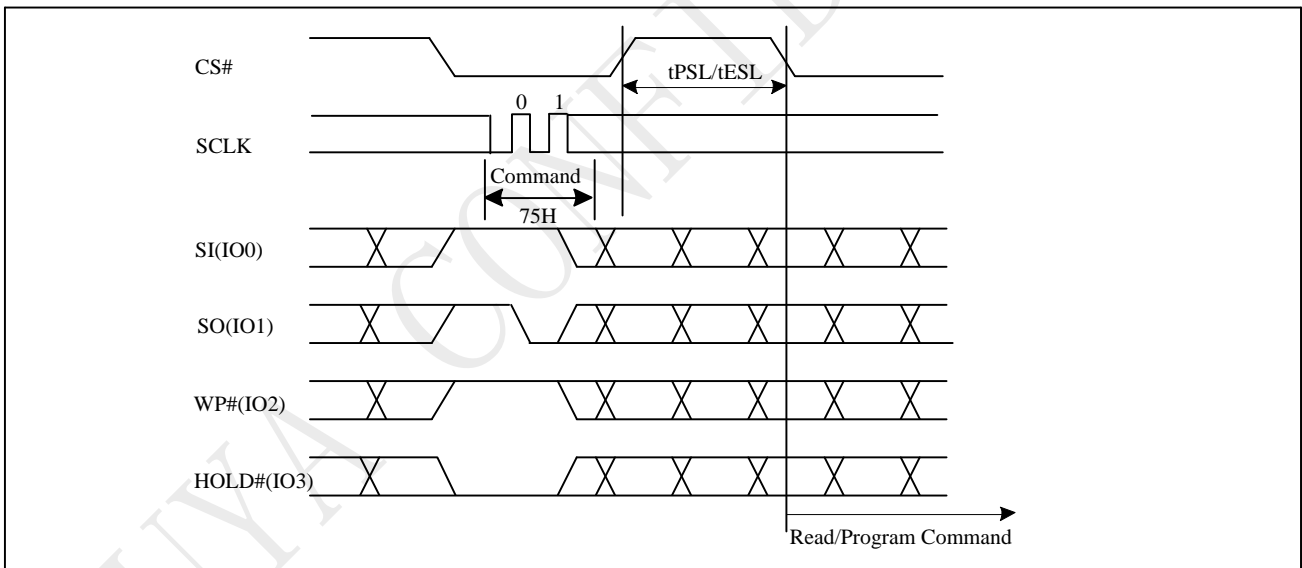 CS#
tPSL/tESL
0 1
SCLK
Command
75H
SI(IO0)
SO(IO1)
WP#(IO2)
HOLD#(IO3)
Read/Program Command